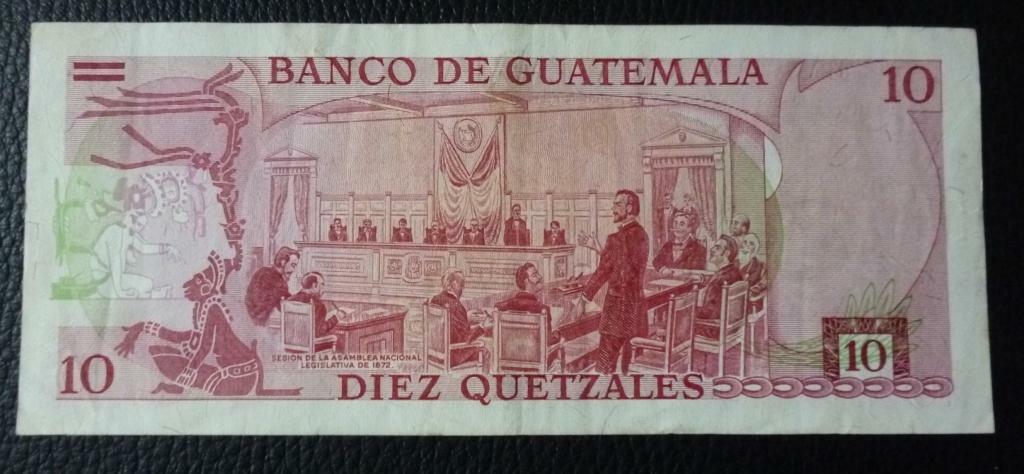 BANCO DE GUATEMALA
10
SESION DE LA ASAMBLEA NACIONAL
LEGISLATIVA DE 1872.
10
10
DIEZ QUETZALES